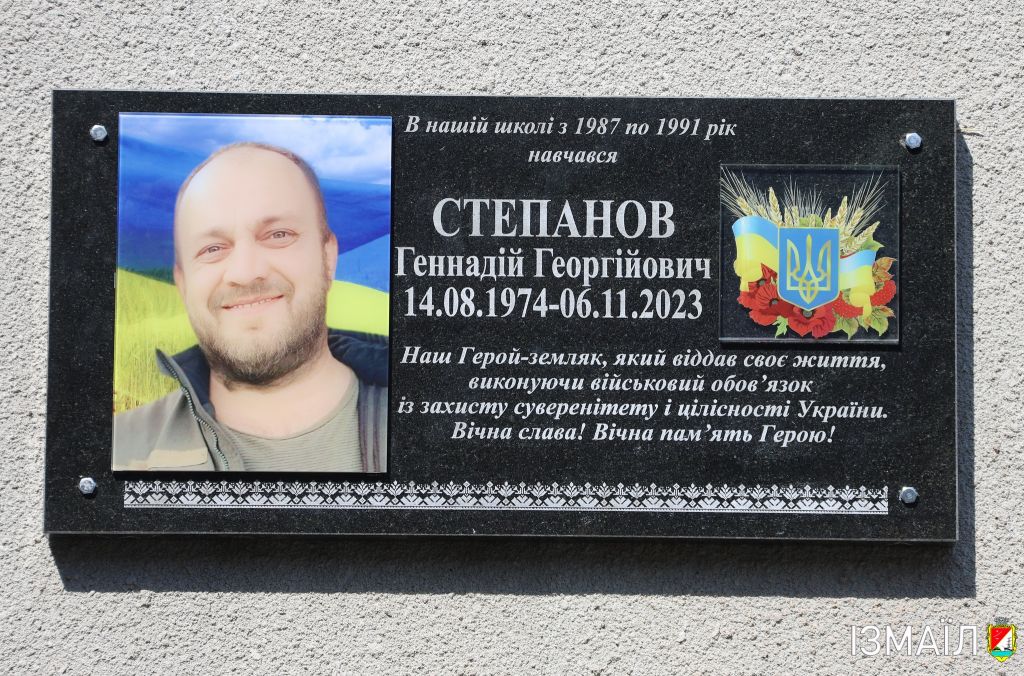 В нашій школі з 1987 по 1991 рік
навчався
СТЕПАНОВ
Геннадій Георгійович
14.08.1974-06.11.2023
Наш Герой-земляк, який віддав своє життя,
виконуючи військовий обов’язок
із захисту суверенітету і цілісності України.
Вічна слава! Вічна пам’ять Герою!
ІЗМАЇЛ